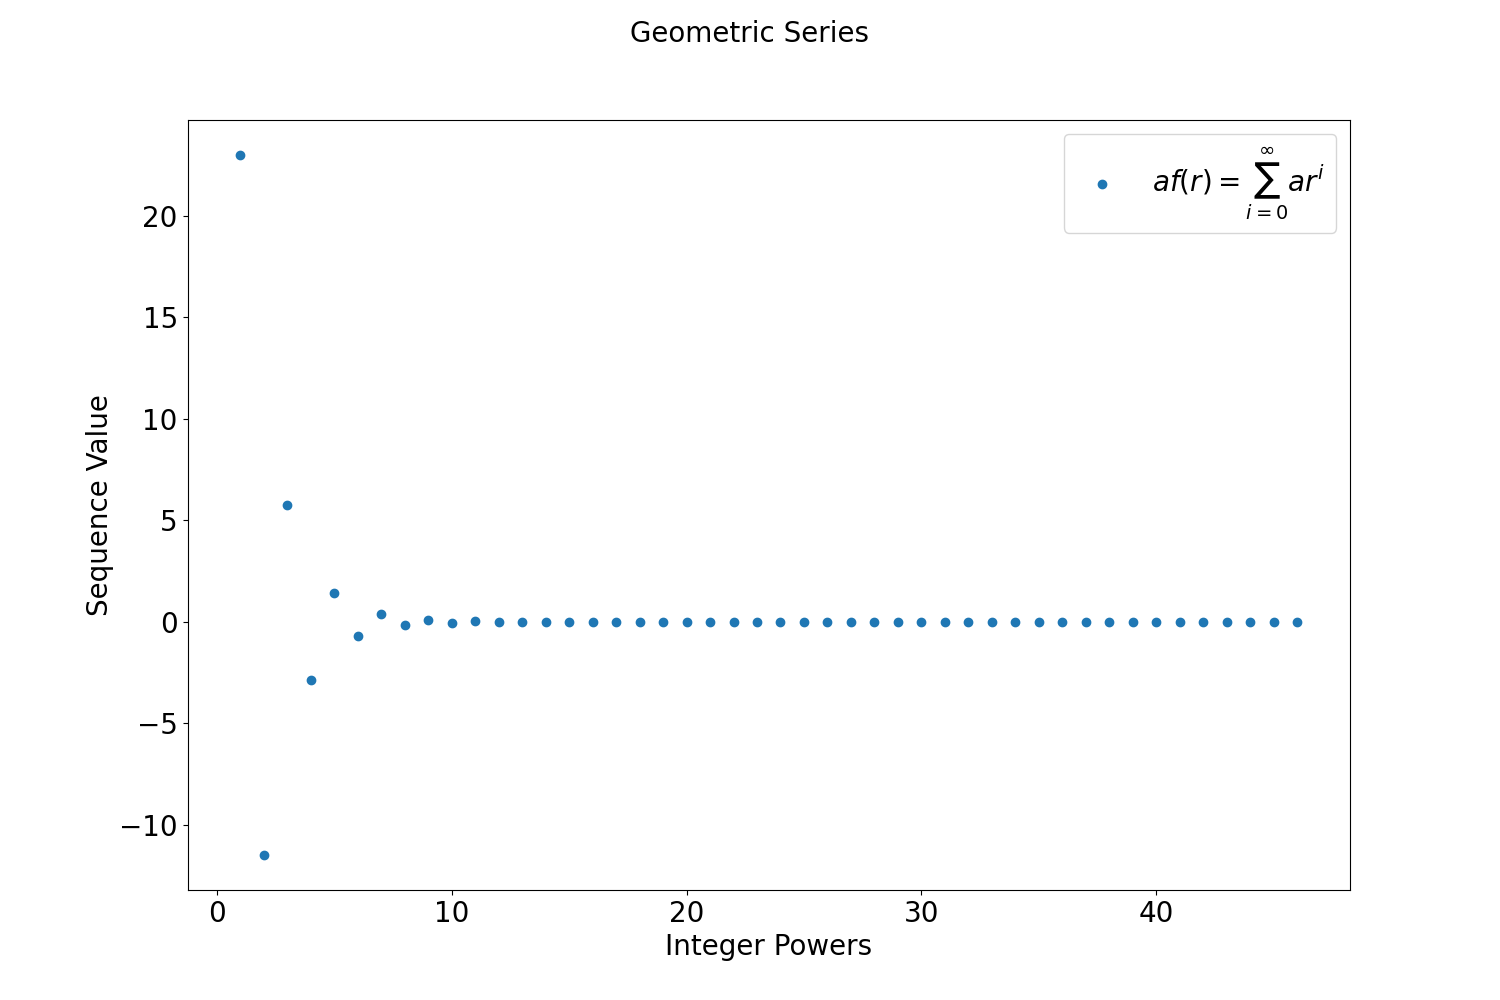 Geometric Series
af(r) = ∑_{i=0}^{∞} ar^i
20
15
10
5
0
−5
−10
Sequence Value
0 10 20 30 40
Integer Powers